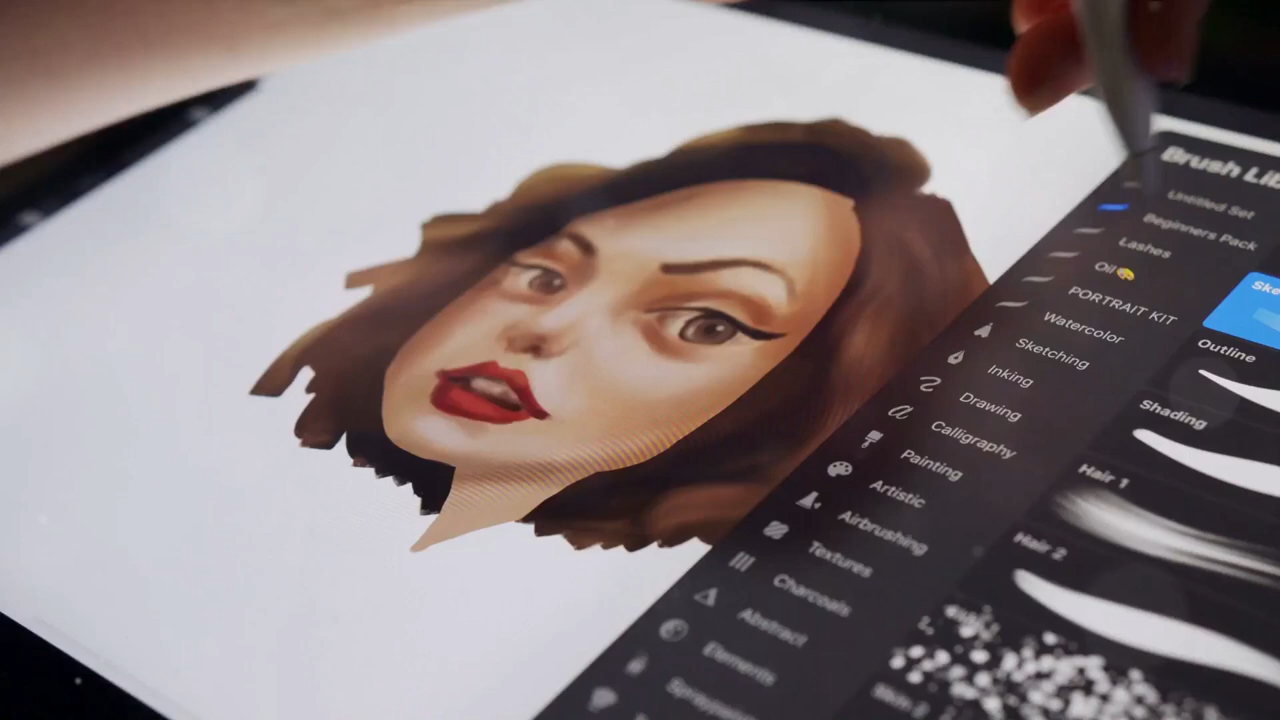 Brush Lib
Untitled Set
Beginners Pack
Lashes
Oil😜
PORTRAIT KIT
Watercolor
Sketching
Inking
Drawing
Calligraphy
Painting
Artistic
Airbrushing
Textures
Charcoals
Abstract
Elements
Ske
Outline
Shading
Hair 1
Hair 2